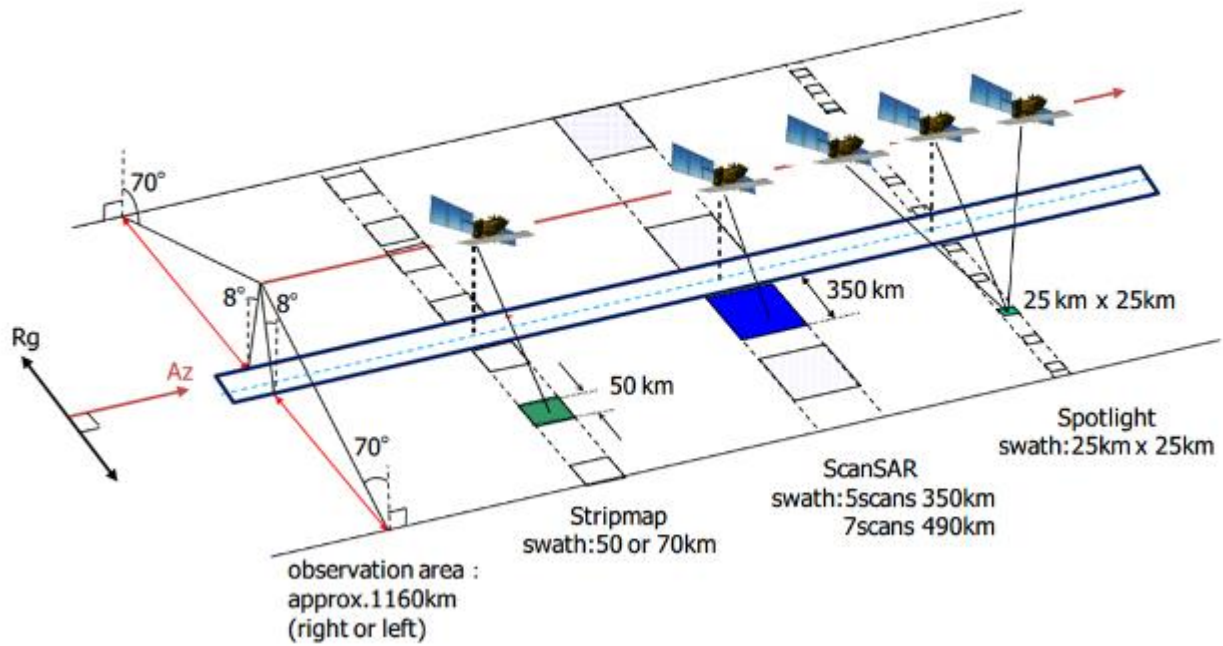 70°
8°
8°
Rg
Az
70°
50 km
350 km
25 km x 25km
observation area :
approx.1160km
(right or left)
Stripmap
swath:50 or 70km
ScanSAR
swath:5scans 350km
7scans 490km
Spotlight
swath:25km x 25km